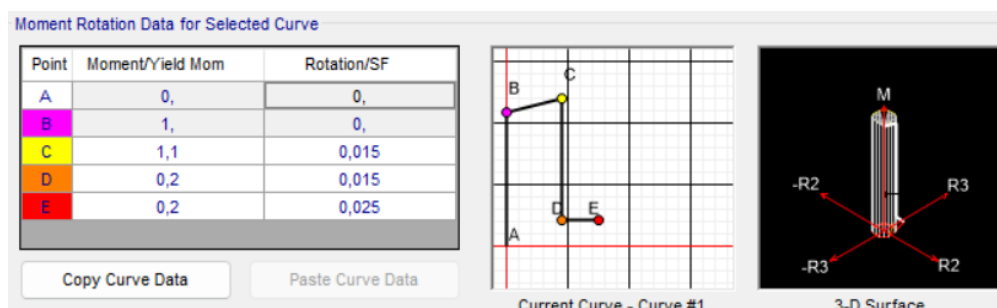 Moment Rotation Data for Selected Curve
Point Moment/Yield Mom Rotation/SF
A 0, 0,
B 1, 0,
C 1,1 0,015
D 0,2 0,015
E 0,2 0,025
Copy Curve Data Paste Curve Data
B C
D E
A
Current Curve - Curve #1
M
-R2 R3
-R3 R2
3-D Surface